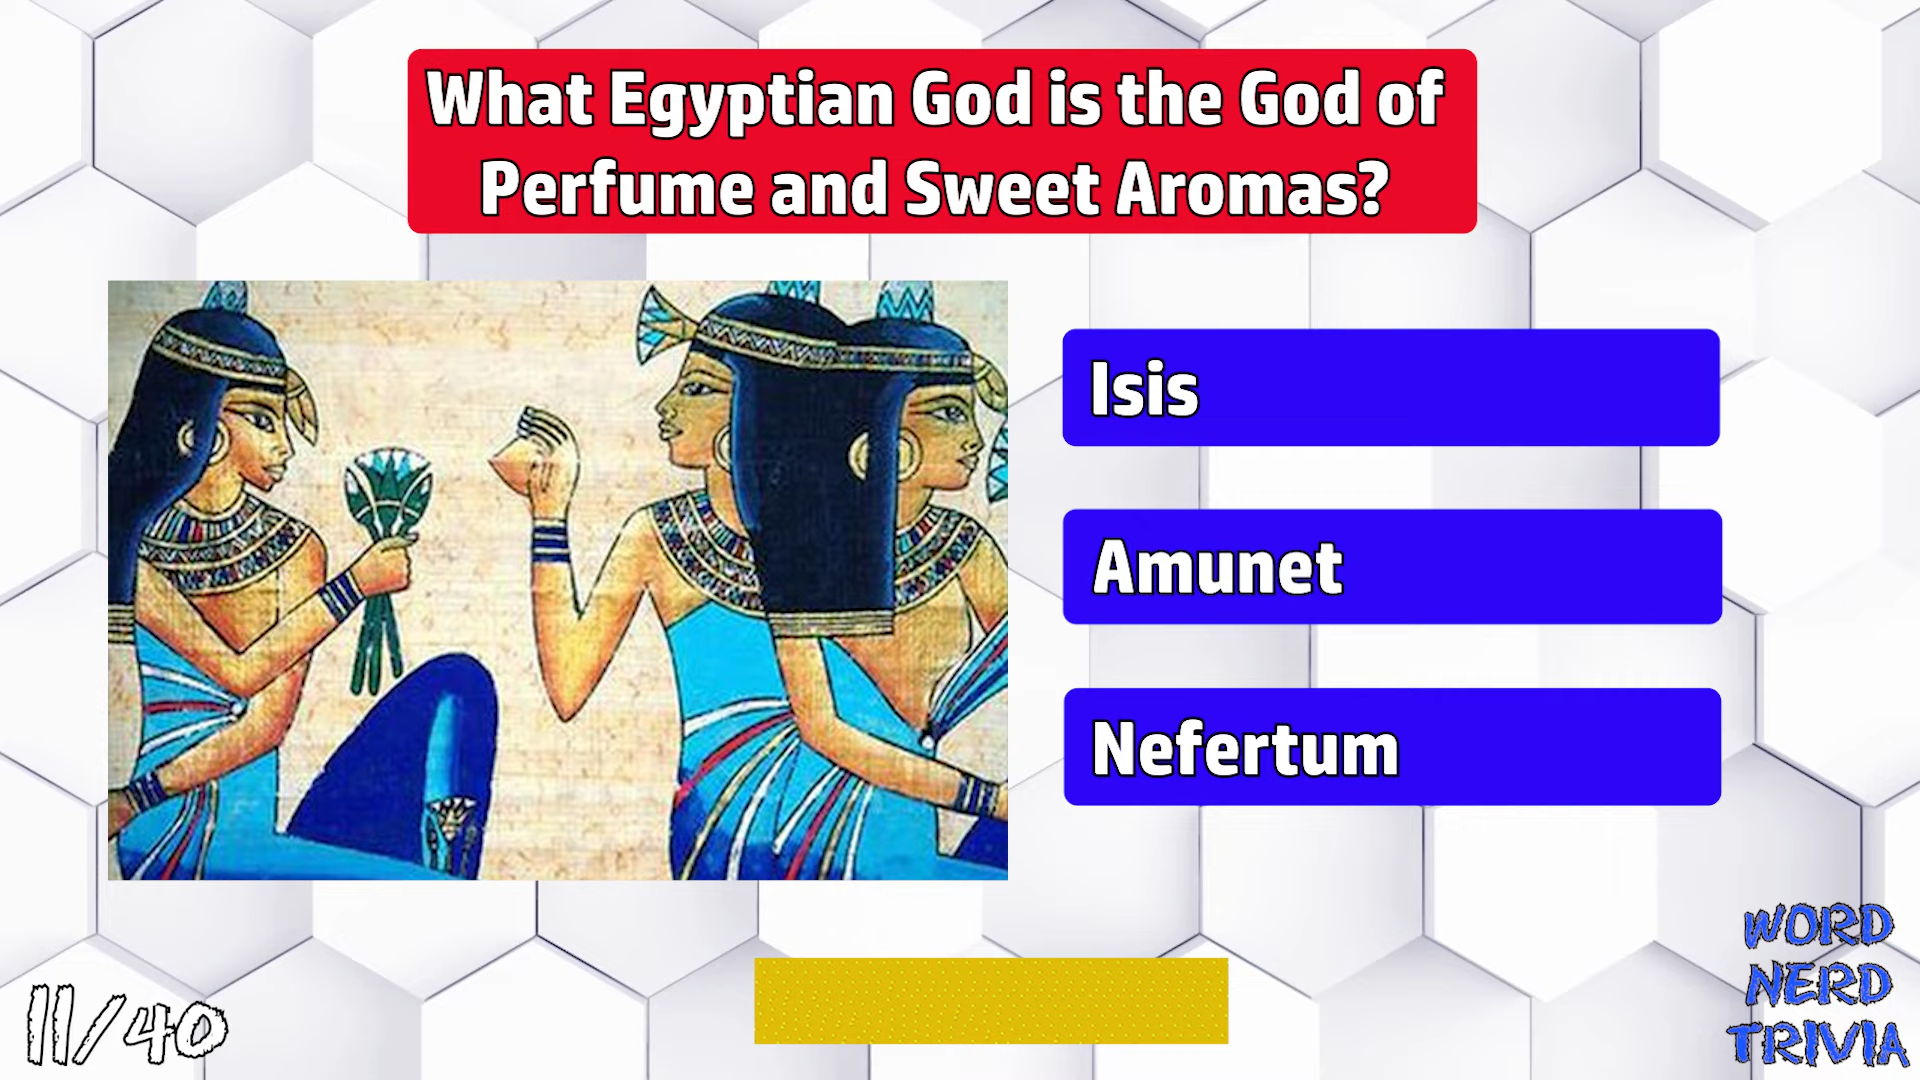 What Egyptian God is the God of
Perfume and Sweet Aromas?
Isis
Amunet
Nefertum
11/40
WORD
NERD
TRIVIA